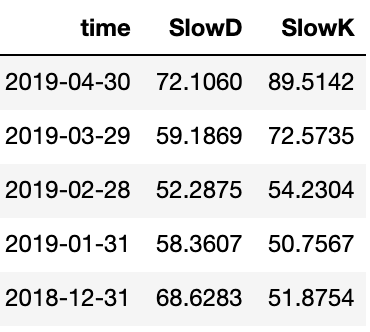 time SlowD SlowK
2019-04-30 72.1060 89.5142
2019-03-29 59.1869 72.5735
2019-02-28 52.2875 54.2304
2019-01-31 58.3607 50.7567
2018-12-31 68.6283 51.8754